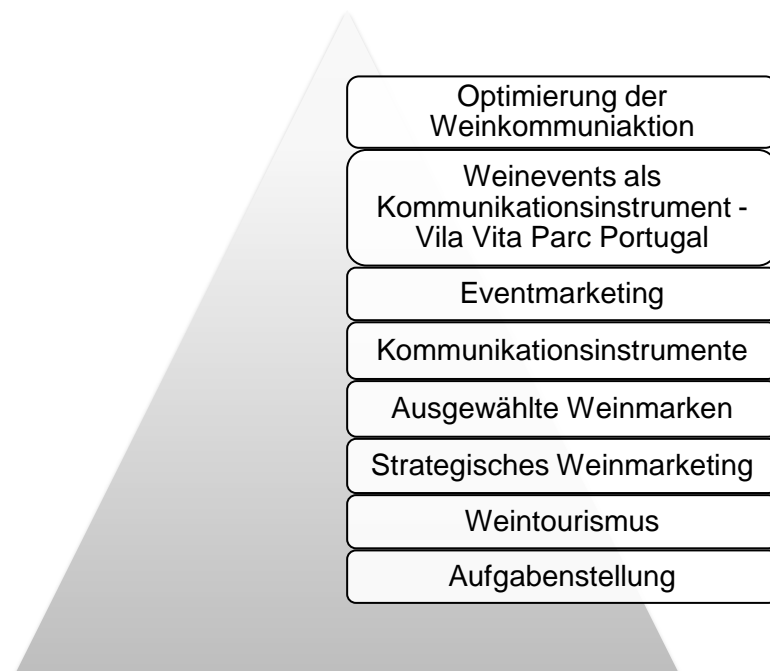 Optimierung der
Weinkommuniaktion
Weinevents als
Kommunikationsinstrument -
Vila Vita Parc Portugal
Eventmarketing
Kommunikationsinstrumente
Ausgewählte Weinmarken
Strategisches Weinmarketing
Weintourismus
Aufgabenstellung